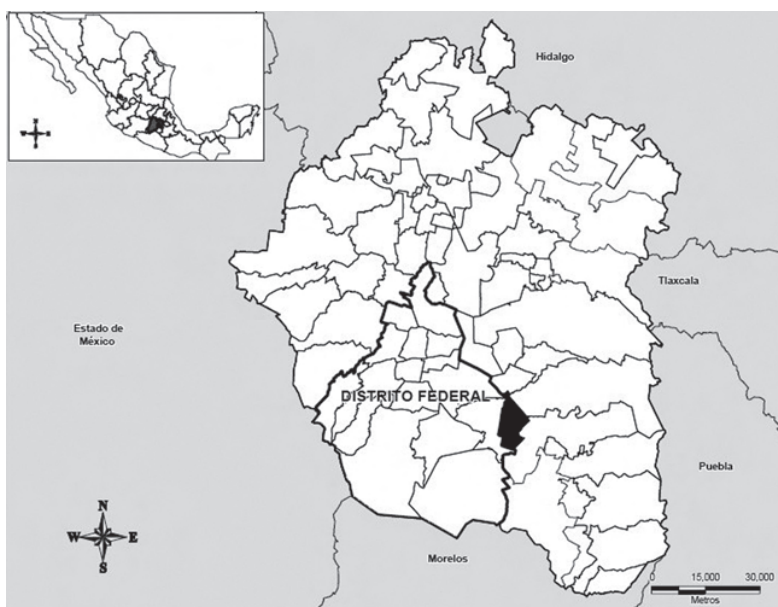 Hidalgo
Tlaxcala
Estado de
México
DISTRITO FEDERAL
Puebla
N
W E
S
Morelos
0 15,000 30,000
Metros